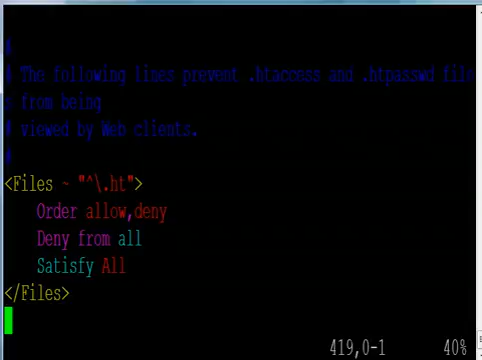 #
# The following lines prevent .htaccess and .htpasswd file
s from being
# viewed by Web clients.
#
<Files ~ "^\.ht">
    Order allow,deny
    Deny from all
    Satisfy All
</Files>
419,0-1 40%